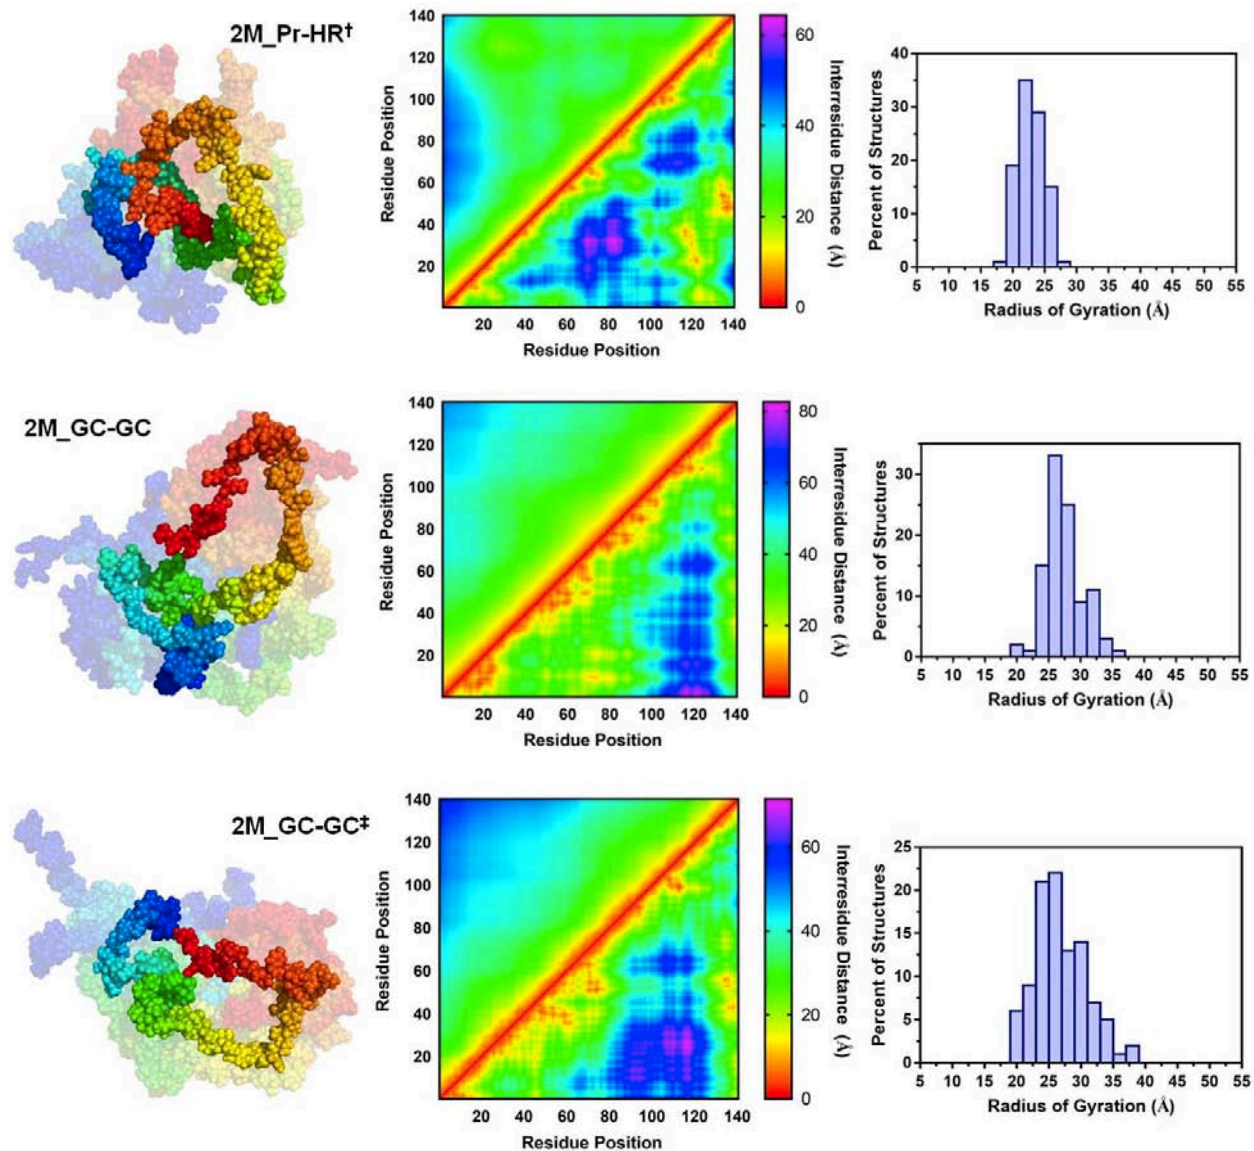 2M_Pr-HR†
140
120
100
80
60
40
20
Residue Position
20 40 60 80 100 120 140
Residue Position
60
40
20
0
Interresidue Distance (Å)
40
30
20
10
0
Percent of Structures
5 10 15 20 25 30 35 40 45 50 55
Radius of Gyration (Å)
2M_GC-GC
140
120
100
80
60
40
20
Residue Position
20 40 60 80 100 120 140
Residue Position
80
60
40
20
0
Interresidue Distance (Å)
30
20
10
0
Percent of Structures
5 10 15 20 25 30 35 40 45 50 55
Radius of Gyration (Å)
2M_GC-GC‡
140
120
100
80
60
40
20
Residue Position
20 40 60 80 100 120 140
Residue Position
60
40
20
0
Interresidue Distance (Å)
25
20
15
10
5
0
Percent of Structures
5 10 15 20 25 30 35 40 45 50 55
Radius of Gyration (Å)